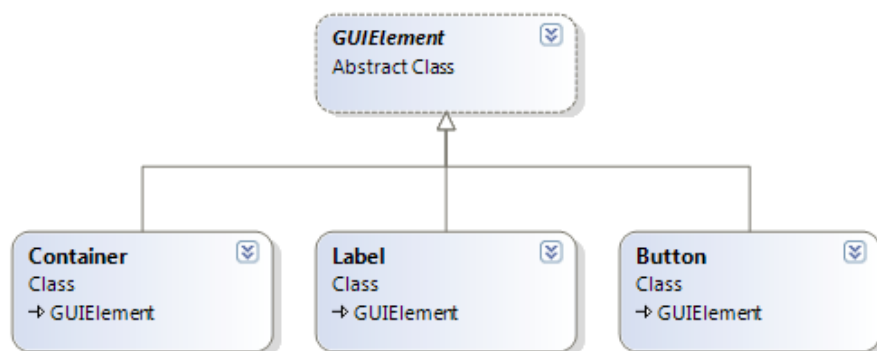 GUIElement
Abstract Class
Container
Class
GUIElement
Label
Class
GUIElement
Button
Class
GUIElement